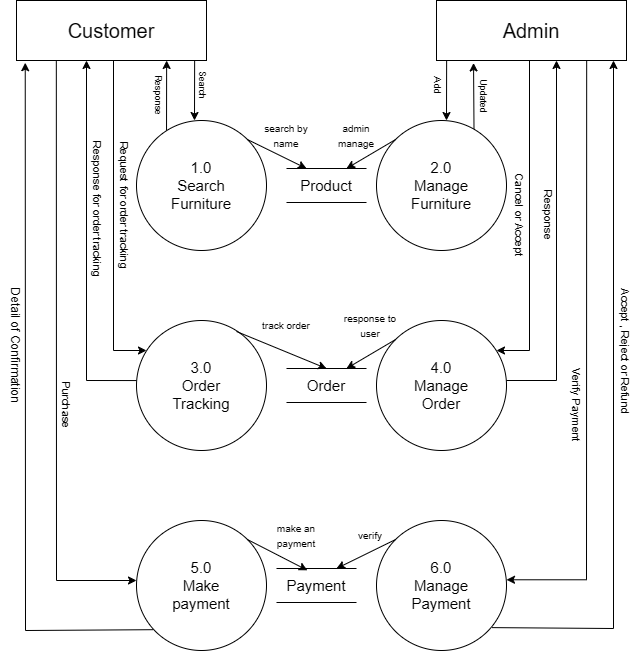 Customer
Admin
Response
Search
Add
Updated
search by
name
admin
manage
1.0
Search
Furniture
Product
2.0
Manage
Furniture
Response for order tracking
Request for order tracking
Cancel or Accept
Response
Detail of Confirmation
Accept , Reject or Refund
track order
response to
user
3.0
Order
Tracking
Order
4.0
Manage
Order
Purchase
Verify Payment
make an
payment
verify
5.0
Make
payment
Payment
6.0
Manage
Payment